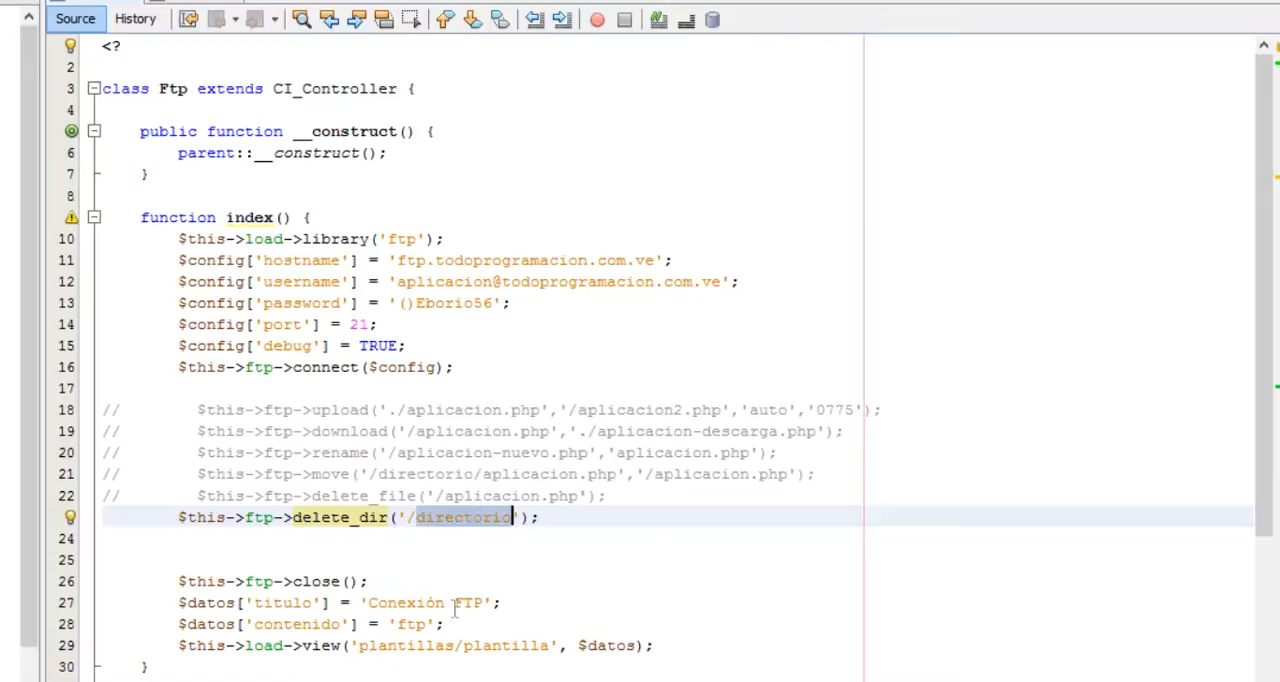 Source History
<?
2
3 class Ftp extends CI_Controller {
4
public function __construct() {
6 parent::__construct();
7 }
8
function index() {
10 $this->load->library('ftp');
11 $config['hostname'] = 'ftp.todoprogramacion.com.ve';
12 $config['username'] = 'aplicacion@todoprogramacion.com.ve';
13 $config['password'] = '()Eborio56';
14 $config['port'] = 21;
15 $config['debug'] = TRUE;
16 $this->ftp->connect($config);
17
18 // $this->ftp->upload('./aplicacion.php','/aplicacion2.php','auto','0775');
19 // $this->ftp->download('/aplicacion.php','./aplicacion-descarga.php');
20 // $this->ftp->rename('/aplicacion-nuevo.php','aplicacion.php');
21 // $this->ftp->move('/directorio/aplicacion.php','/aplicacion.php');
22 // $this->ftp->delete_file('/aplicacion.php');
$this->ftp->delete_dir('/directorio');
24
25
26 $this->ftp->close();
27 $datos['titulo'] = 'Conexión FTP';
28 $datos['contenido'] = 'ftp';
29 $this->load->view('plantillas/plantilla', $datos);
30 }